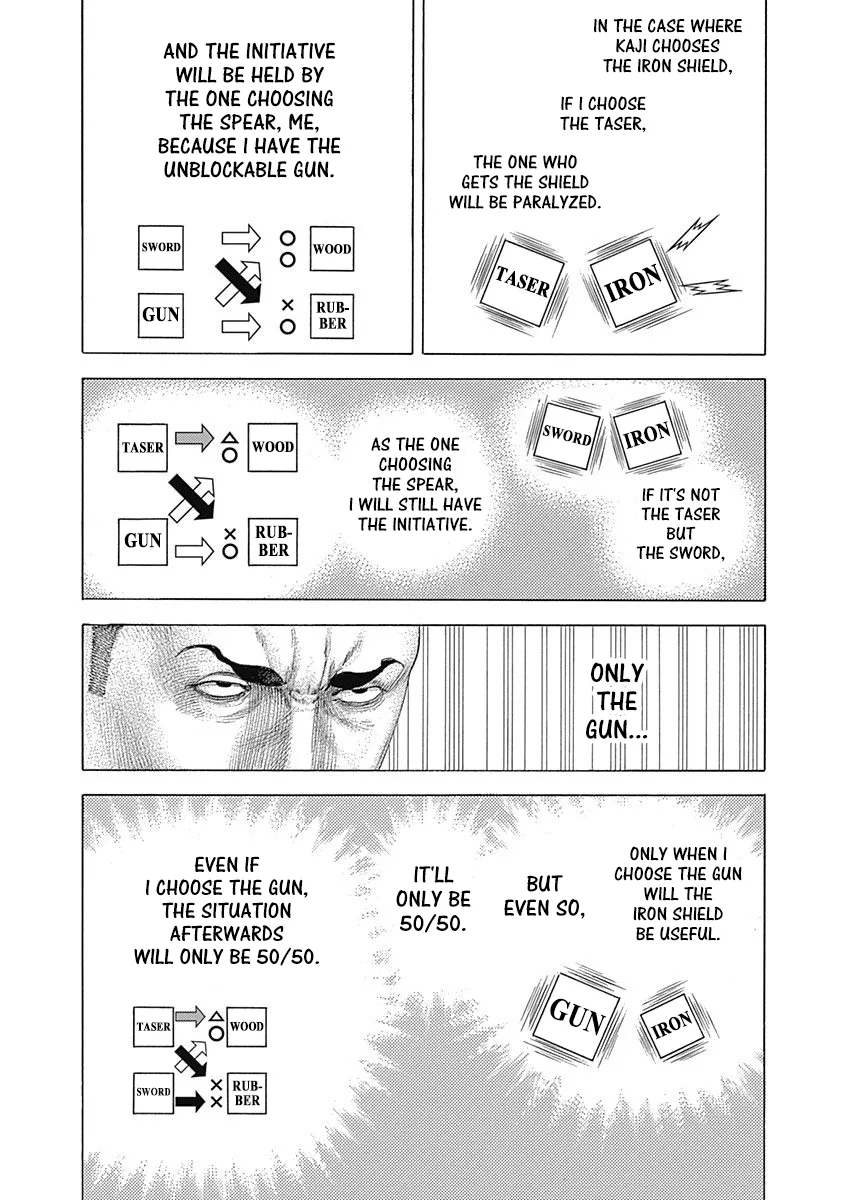 IN THE CASE WHERE
KAJI CHOOSES
THE IRON SHIELD,
IF I CHOOSE
THE TASER,
THE ONE WHO
GETS THE SHIELD
WILL BE PARALYZED.
TASER
IRON
AND THE INITIATIVE
WILL BE HELD BY
THE ONE CHOOSING
THE SPEAR, ME,
BECAUSE I HAVE THE
UNBLOCKABLE GUN.
SWORD
WOOD
GUN
RUB-
BER
SWORD
IRON
IF IT'S NOT
THE TASER
BUT
THE SWORD,
AS THE ONE
CHOOSING
THE SPEAR,
I WILL STILL HAVE
THE INITIATIVE.
TASER
WOOD
GUN
RUB-
BER
ONLY
THE
GUN...
ONLY WHEN I
CHOOSE THE GUN
WILL THE
IRON SHIELD
BE USEFUL.
GUN
IRON
BUT
EVEN SO,
IT'LL
ONLY BE
50/50.
EVEN IF
I CHOOSE THE GUN,
THE SITUATION
AFTERWARDS
WILL ONLY BE 50/50.
TASER
WOOD
SWORD
RUB-
BER